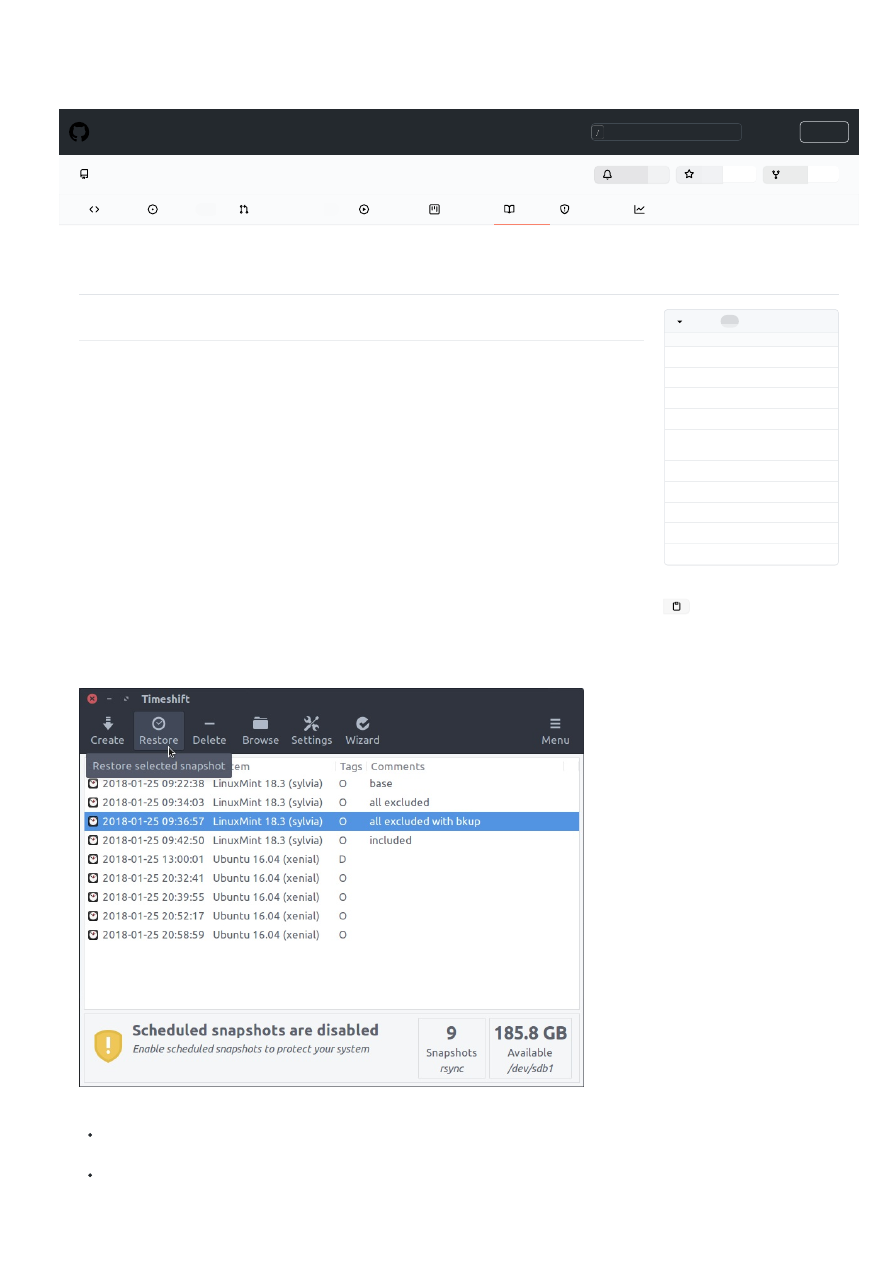 /
Timeshift
Create Restore Delete Browse Settings Wizard Menu
Restore selected snapshot
Tags Comments
2018-01-25 09:22:38 LinuxMint 18.3 (sylvia) O base
2018-01-25 09:34:03 LinuxMint 18.3 (sylvia) O all excluded
2018-01-25 09:36:57 LinuxMint 18.3 (sylvia) O all excluded with bkup
2018-01-25 09:42:50 LinuxMint 18.3 (sylvia) O included
2018-01-25 13:00:01 Ubuntu 16.04 (xenial) D
2018-01-25 20:32:41 Ubuntu 16.04 (xenial) O
2018-01-25 20:39:55 Ubuntu 16.04 (xenial) O
2018-01-25 20:52:17 Ubuntu 16.04 (xenial) O
2018-01-25 20:58:59 Ubuntu 16.04 (xenial) O
Scheduled snapshots are disabled
Enable scheduled snapshots to protect your system
9
Snapshots
rsync
185.8 GB
Available
/dev/sdb1